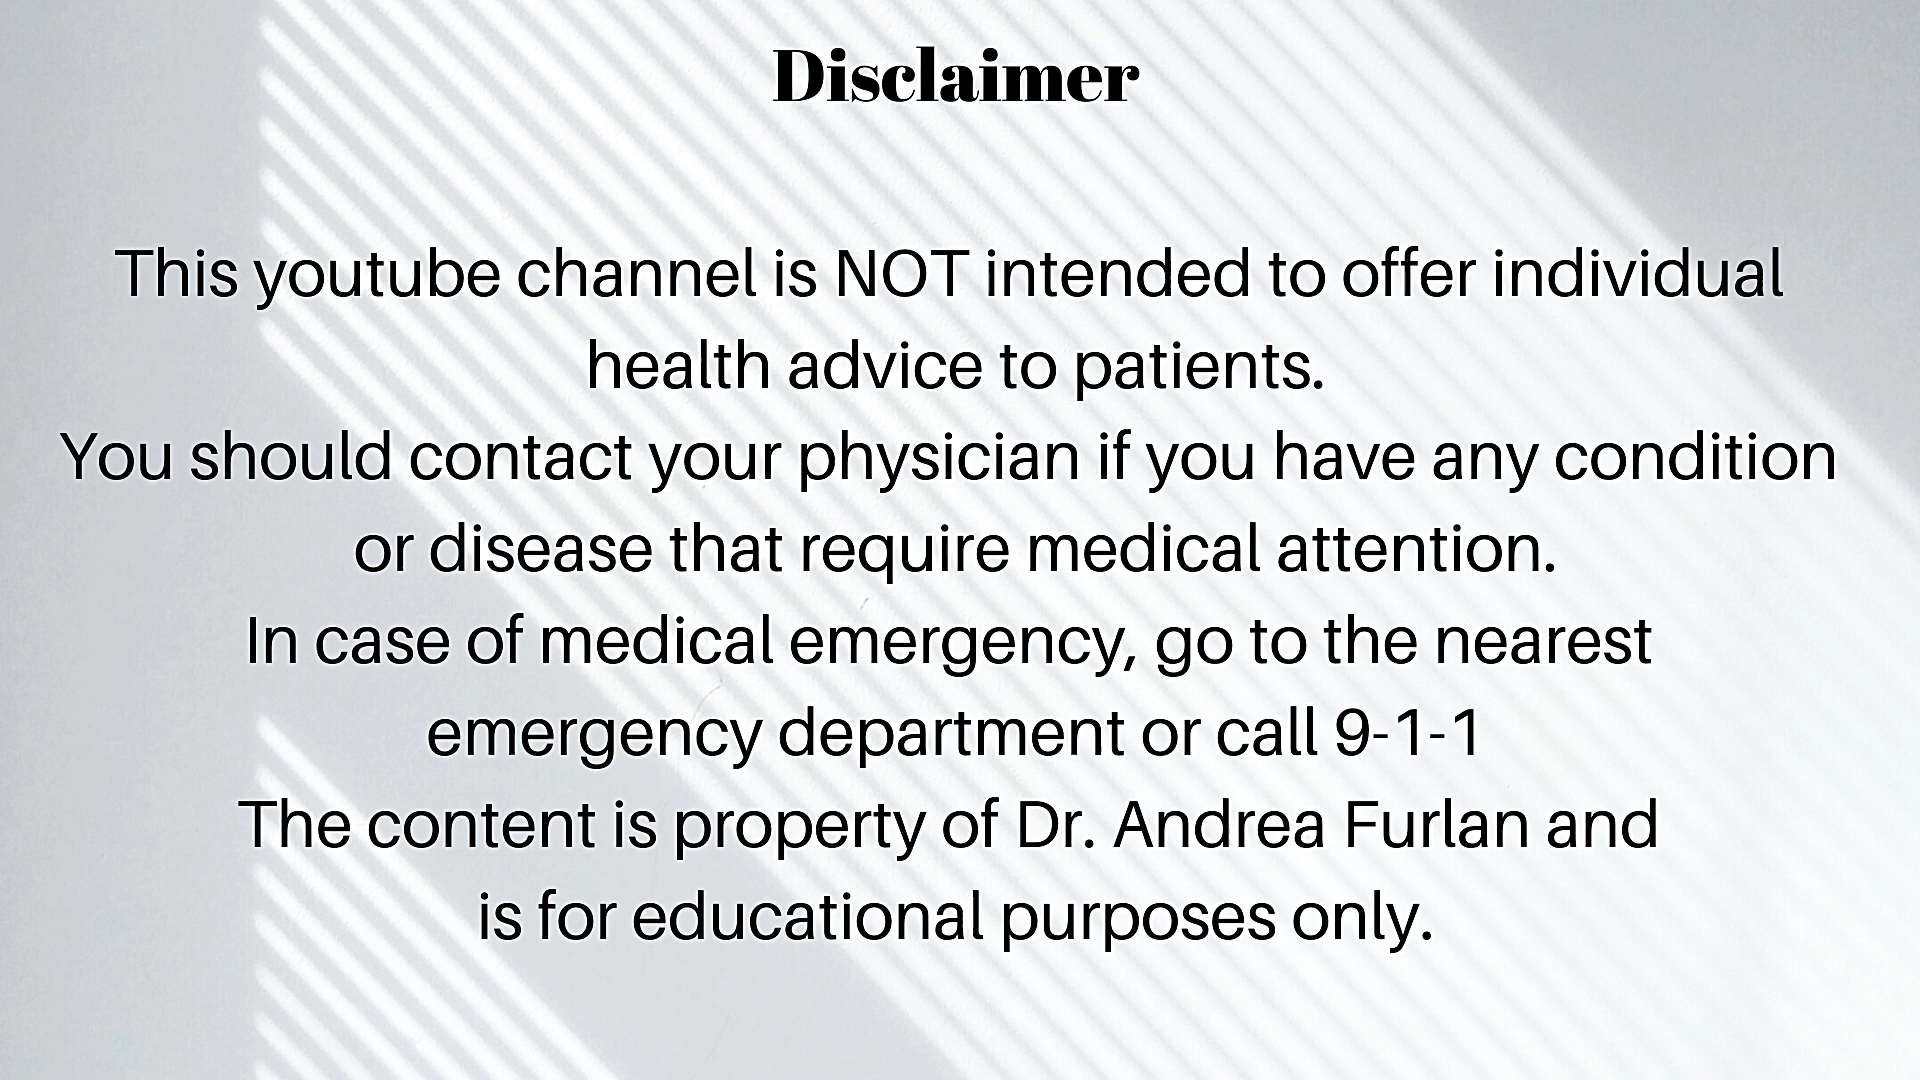 Disclaimer
This youtube channel is NOT intended to offer individual
health advice to patients.
You should contact your physician if you have any condition
or disease that require medical attention.
In case of medical emergency, go to the nearest
emergency department or call 9-1-1
The content is property of Dr. Andrea Furlan and
is for educational purposes only.